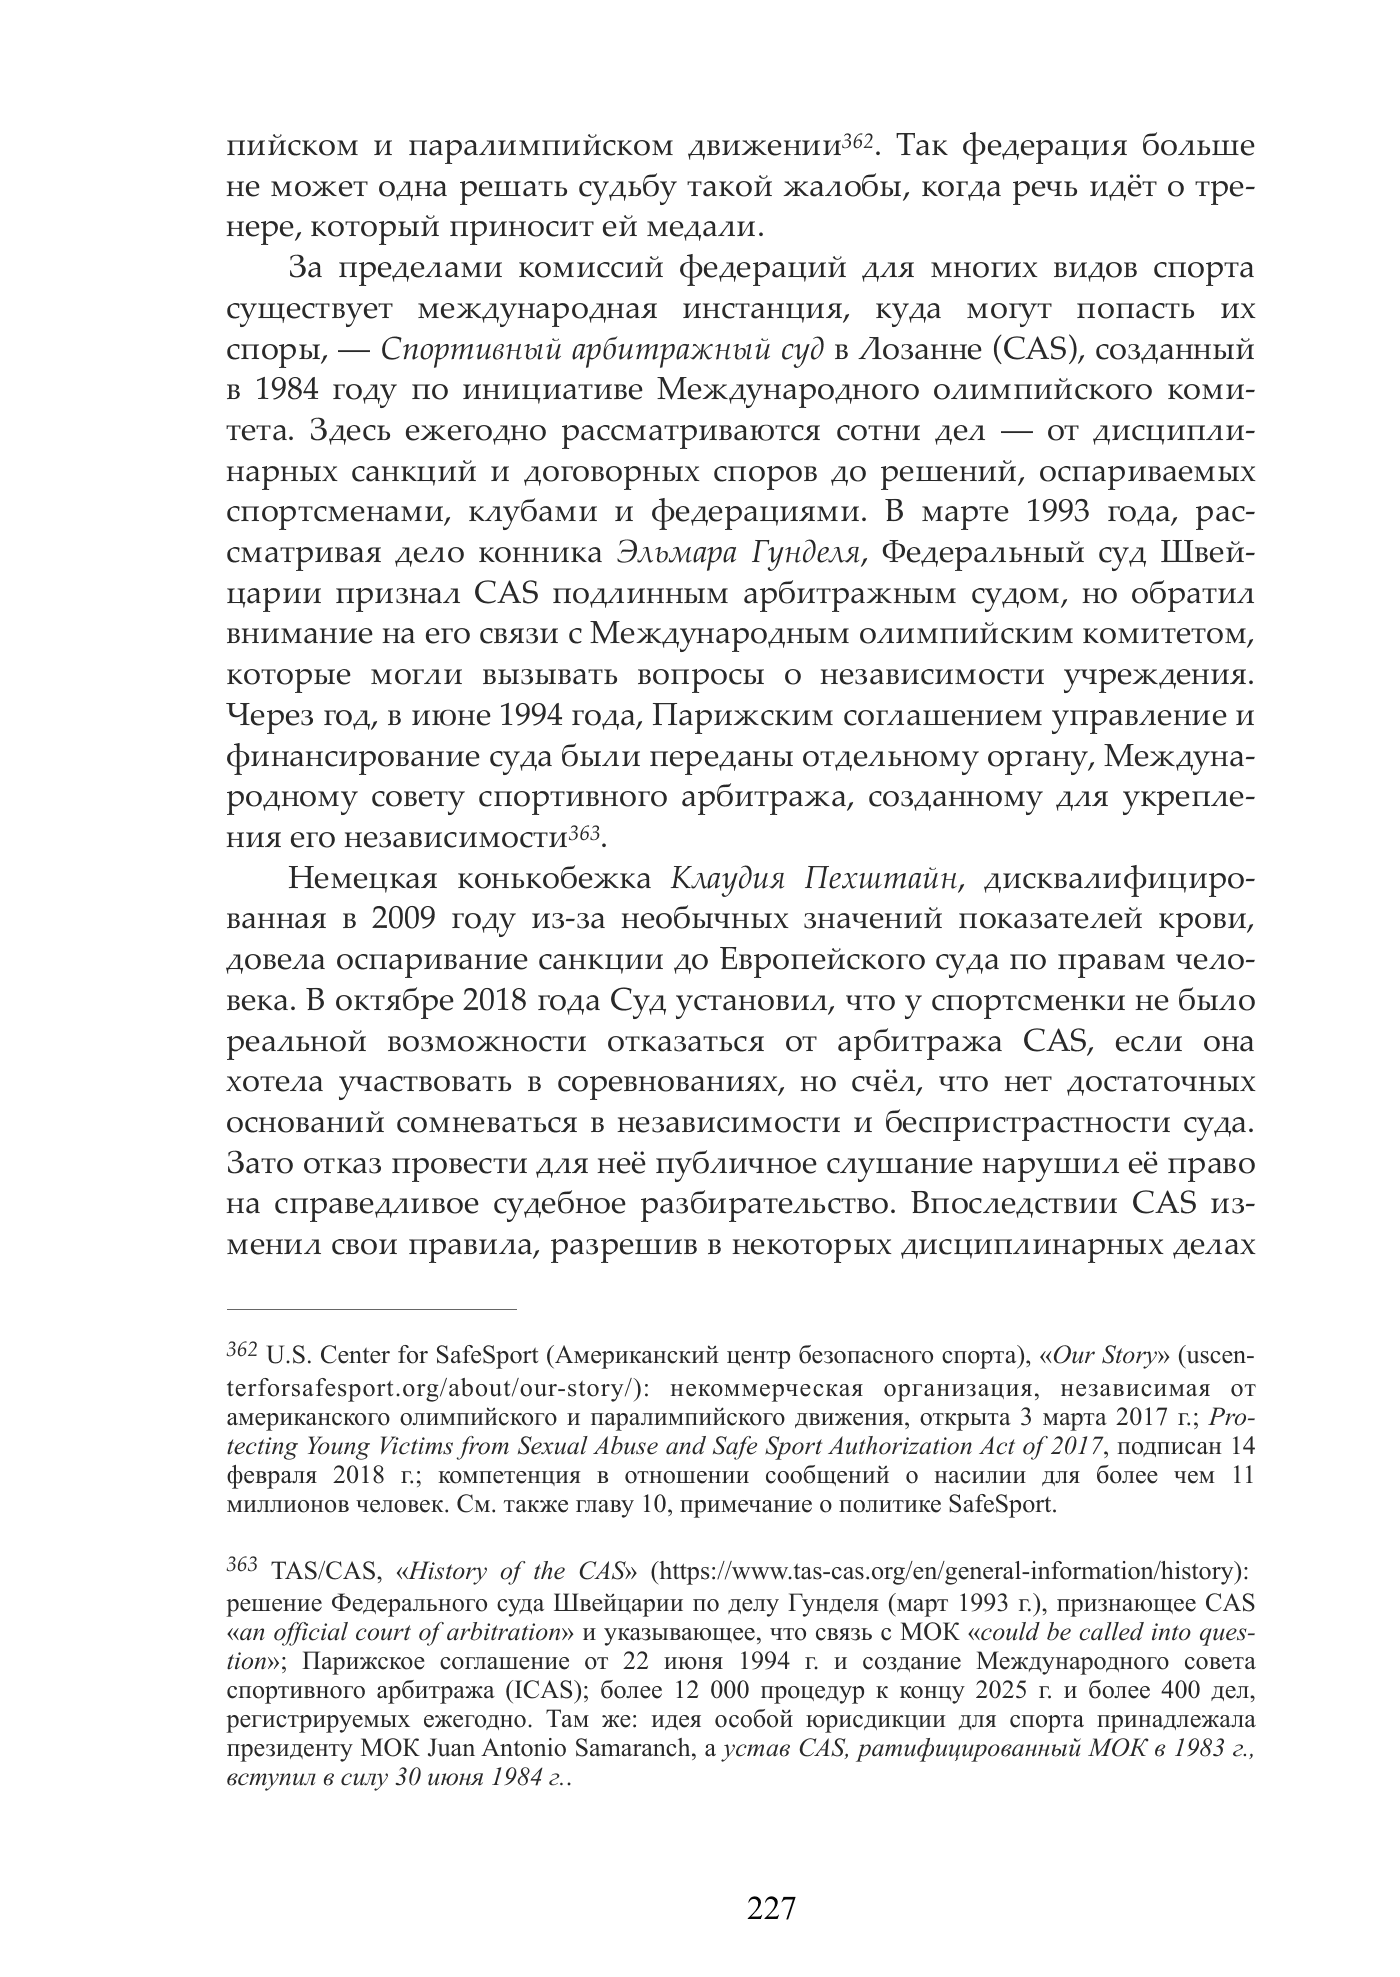 пийском и паралимпийском движении362. Так федерация больше
не может одна решать судьбу такой жалобы, когда речь идёт о тре-
нере, который приносит ей медали.
За пределами комиссий федераций для многих видов спорта
существует международная инстанция, куда могут попасть их
споры, — Спортивный арбитражный суд в Лозанне (CAS), созданный
в 1984 году по инициативе Международного олимпийского коми-
тета. Здесь ежегодно рассматриваются сотни дел — от дисципли-
нарных санкций и договорных споров до решений, оспариваемых
спортсменами, клубами и федерациями. В марте 1993 года, рас-
сматривая дело конника Эльмара Гунделя, Федеральный суд Швей-
царии признал CAS подлинным арбитражным судом, но обратил
внимание на его связи с Международным олимпийским комитетом,
которые могли вызывать вопросы о независимости учреждения.
Через год, в июне 1994 года, Парижским соглашением управление и
финансирование суда были переданы отдельному органу, Междуна-
родному совету спортивного арбитража, созданному для укрепле-
ния его независимости363.
Немецкая конькобежка Клаудия Пехштайн, дисквалифициро-
ванная в 2009 году из-за необычных значений показателей крови,
довела оспаривание санкции до Европейского суда по правам чело-
века. В октябре 2018 года Суд установил, что у спортсменки не было
реальной возможности отказаться от арбитража CAS, если она
хотела участвовать в соревнованиях, но счёл, что нет достаточных
оснований сомневаться в независимости и беспристрастности суда.
Зато отказ провести для неё публичное слушание нарушил её право
на справедливое судебное разбирательство. Впоследствии CAS из-
менил свои правила, разрешив в некоторых дисциплинарных делах
362 U.S. Center for SafeSport (Американский центр безопасного спорта), «Our Story» (uscen-
terforsafesport.org/about/our-story/): некоммерческая организация, независимая от
американского олимпийского и паралимпийского движения, открыта 3 марта 2017 г.; Pro-
tecting Young Victims from Sexual Abuse and Safe Sport Authorization Act of 2017, подписан 14
февраля 2018 г.; компетенция в отношении сообщений о насилии для более чем 11
миллионов человек. См. также главу 10, примечание о политике SafeSport.
363 TAS/CAS, «History of the CAS» (https://www.tas-cas.org/en/general-information/history):
решение Федерального суда Швейцарии по делу Гунделя (март 1993 г.), признающее CAS
«an official court of arbitration» и указывающее, что связь с МОК «could be called into ques-
tion»; Парижское соглашение от 22 июня 1994 г. и создание Международного совета
спортивного арбитража (ICAS); более 12 000 процедур к концу 2025 г. и более 400 дел,
регистрируемых ежегодно. Там же: идея особой юрисдикции для спорта принадлежала
президенту МОК Juan Antonio Samaranch, а устав CAS, ратифицированный МОК в 1983 г.,
вступил в силу 30 июня 1984 г..
227